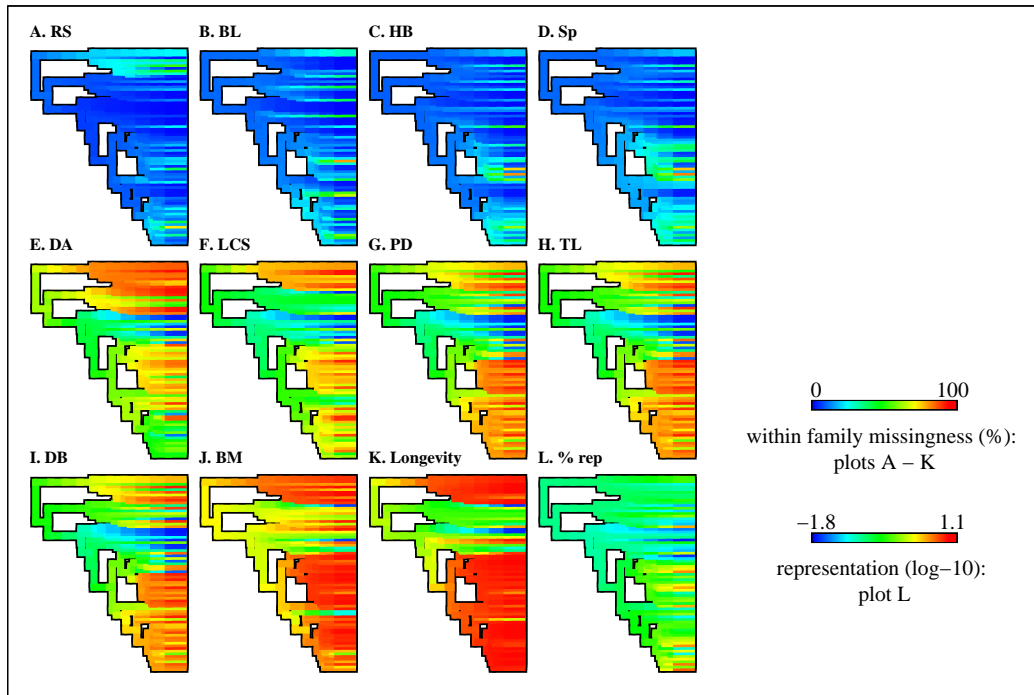 A. RS
B. BL
C. HB
D. Sp
E. DA
F. LCS
G. PD
H. TL
I. DB
J. BM
K. Longevity
L. % rep
0 100
within family missingness (%):
plots A – K
−1.8 1.1
representation (log−10):
plot L